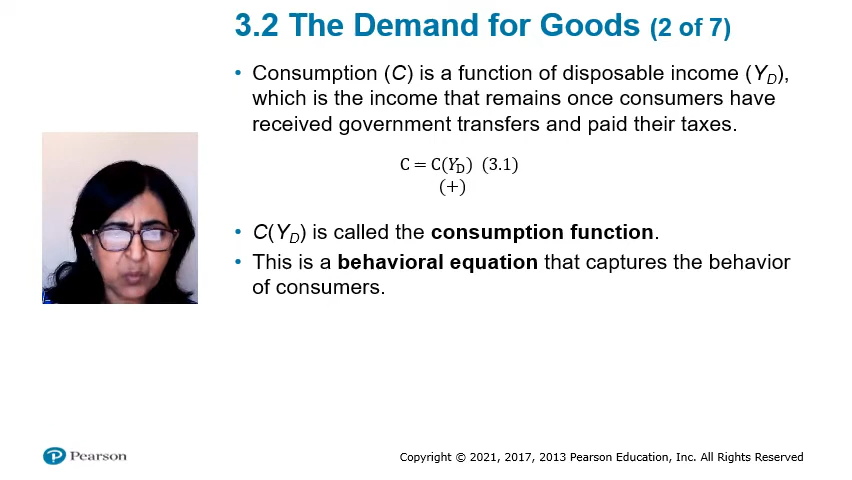 3.2 The Demand for Goods (2 of 7)
• Consumption (C) is a function of disposable income (Y_D),
which is the income that remains once consumers have
received government transfers and paid their taxes.
C = C(Y_D) (3.1)
(+)
• C(Y_D) is called the consumption function.
• This is a behavioral equation that captures the behavior
of consumers.
Pearson
Copyright © 2021, 2017, 2013 Pearson Education, Inc. All Rights Reserved